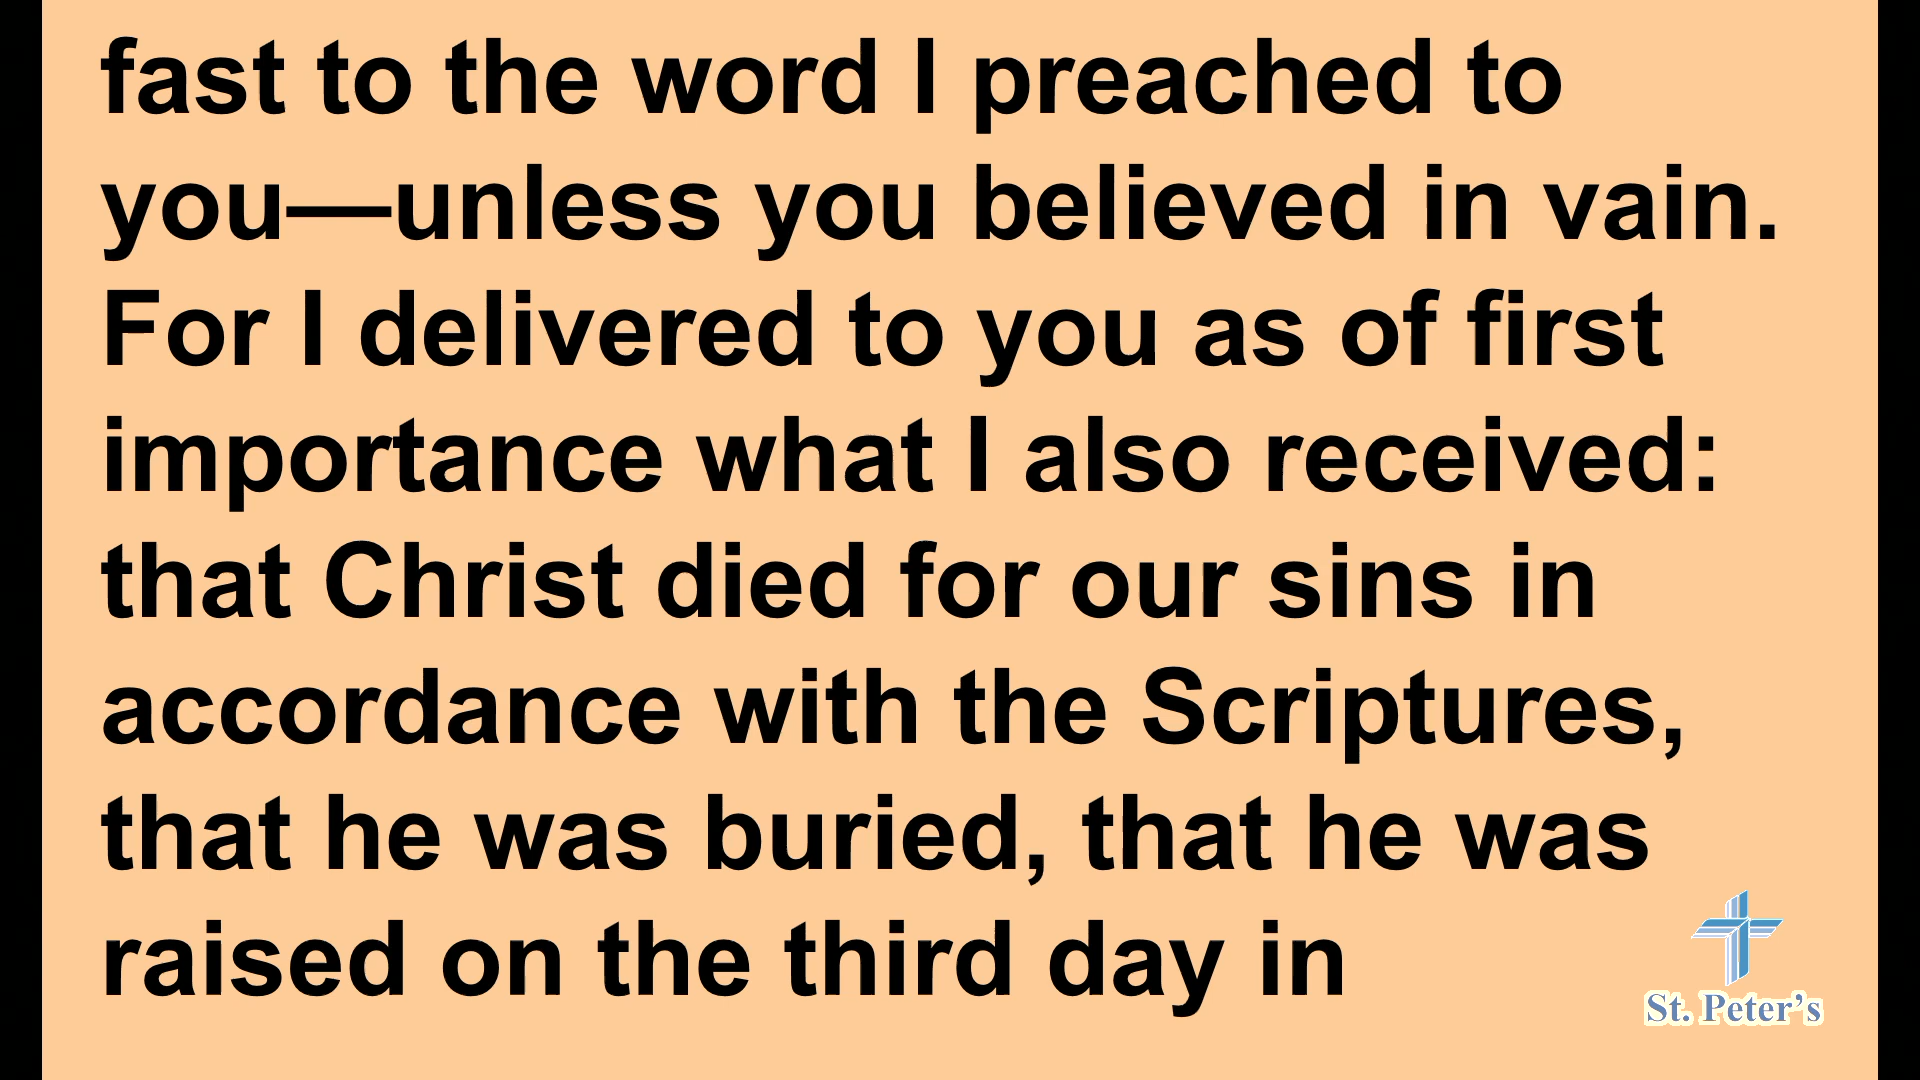 fast to the word I preached to
you—unless you believed in vain.
For I delivered to you as of first
importance what I also received:
that Christ died for our sins in
accordance with the Scriptures,
that he was buried, that he was
raised on the third day in
St. Peter’s